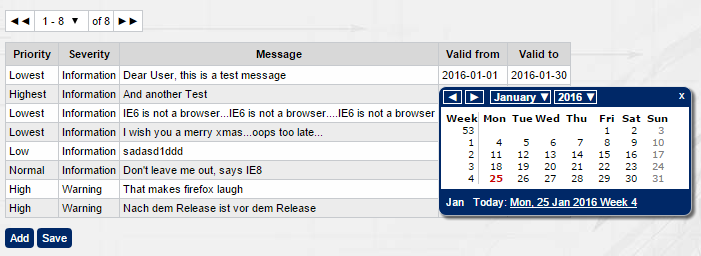 ◄◄ 1 - 8 ▼ of 8 ►►
Priority Severity Message Valid from Valid to
Lowest Information Dear User, this is a test message 2016-01-01 2016-01-30
Highest Information And another Test
Lowest Information IE6 is not a browser...IE6 is not a browser....IE6 is not a browser
Lowest Information I wish you a merry xmas...oops too late...
Low Information sadasd1ddd
Normal Information Don't leave me out, says IE8
High Warning That makes firefox laugh
High Warning Nach dem Release ist vor dem Release
Add Save
◄ ► January ▼ 2016 ▼ x
Week Mon Tue Wed Thu Fri Sat Sun
53 1 2 3
1 4 5 6 7 8 9 10
2 11 12 13 14 15 16 17
3 18 19 20 21 22 23 24
4 25 26 27 28 29 30 31
Jan Today: Mon, 25 Jan 2016 Week 4